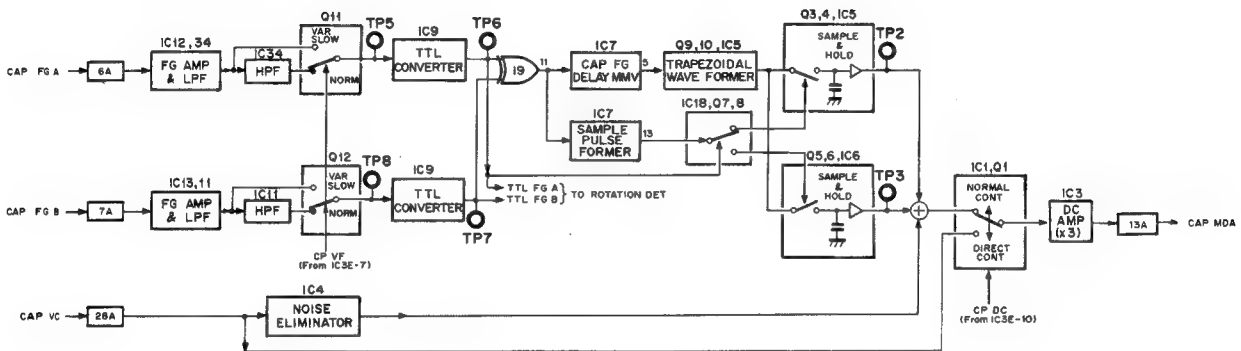 CAP FG A
6A
IC12,34
FG AMP
& LPF
IC34
HPF
Q11
VAR
SLOW
NORM
TP5
IC9
TTL
CONVERTER
TP6
19
11
IC7
CAP FG
DELAY MMV
5
Q9,10,IC5
TRAPEZOIDAL
WAVE FORMER
Q3,4,IC5
SAMPLE
&
HOLD
TP2
IC7
SAMPLE
PULSE
FORMER
13
IC18,Q7,8
CAP FG B
7A
IC13,11
FG AMP
& LPF
IC11
HPF
Q12
VAR
SLOW
NORM
TP8
IC9
TTL
CONVERTER
TP7
TTL FG A
TTL FG B
TO ROTATION DET
Q5,6,IC6
SAMPLE
&
HOLD
TP3
IC1,Q1
NORMAL
CONT
DIRECT
CONT
IC3
DC
AMP
(x3)
13A
CAP MDA
CP VF
(From IC3E-7)
CP DC
(From IC3E-10)
CAP VC
28A
IC4
NOISE
ELIMINATOR